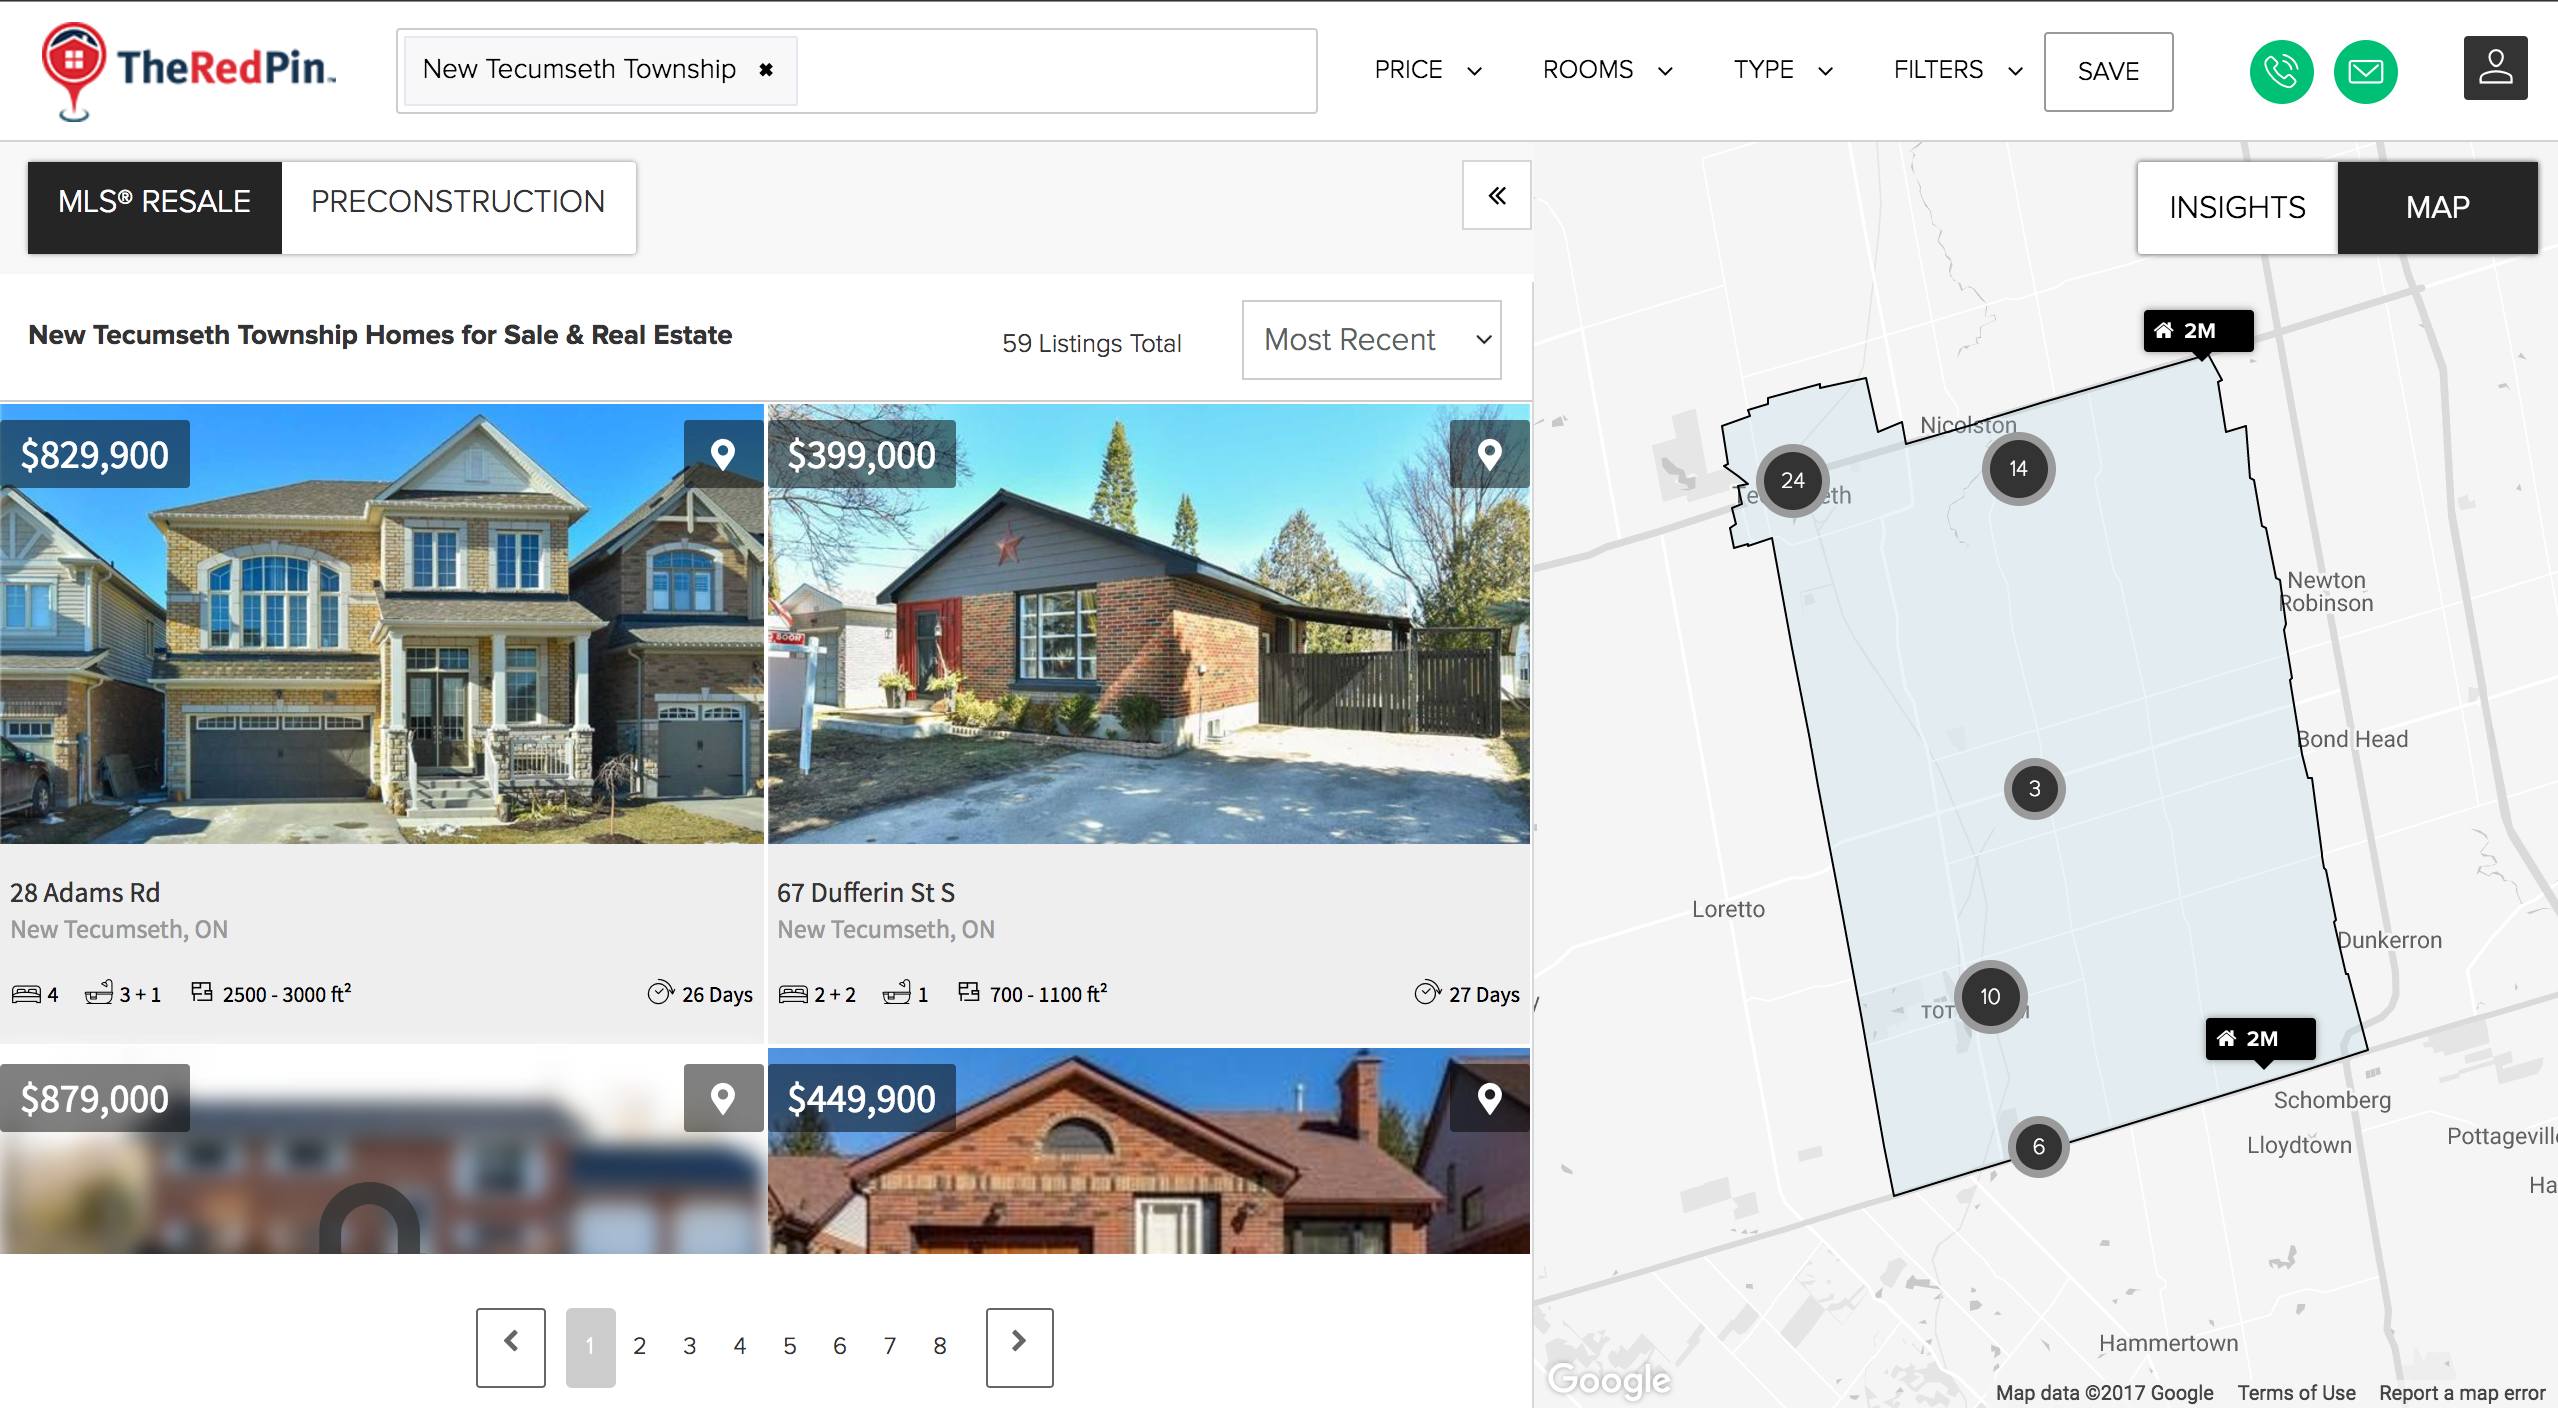 TheRedPin™
New Tecumseth Township ✖
PRICE
ROOMS
TYPE
FILTERS
SAVE
MLS® RESALE
PRECONSTRUCTION
INSIGHTS
MAP
New Tecumseth Township Homes for Sale & Real Estate
59 Listings Total
Most Recent
$829,900
28 Adams Rd
New Tecumseth, ON
4 3 + 1 2500 - 3000 ft² 26 Days
$399,000
SOON
67 Dufferin St S
New Tecumseth, ON
2 + 2 1 700 - 1100 ft² 27 Days
$879,000
$449,900
1 2 3 4 5 6 7 8
2M
Nicolston
24
14
Newton
Robinson
3
Bond Head
Loretto
Dunkerron
10
2M
Schomberg
6
Lloydtown
Hammertown
Google
Map data ©2017 Google Terms of Use Report a map error